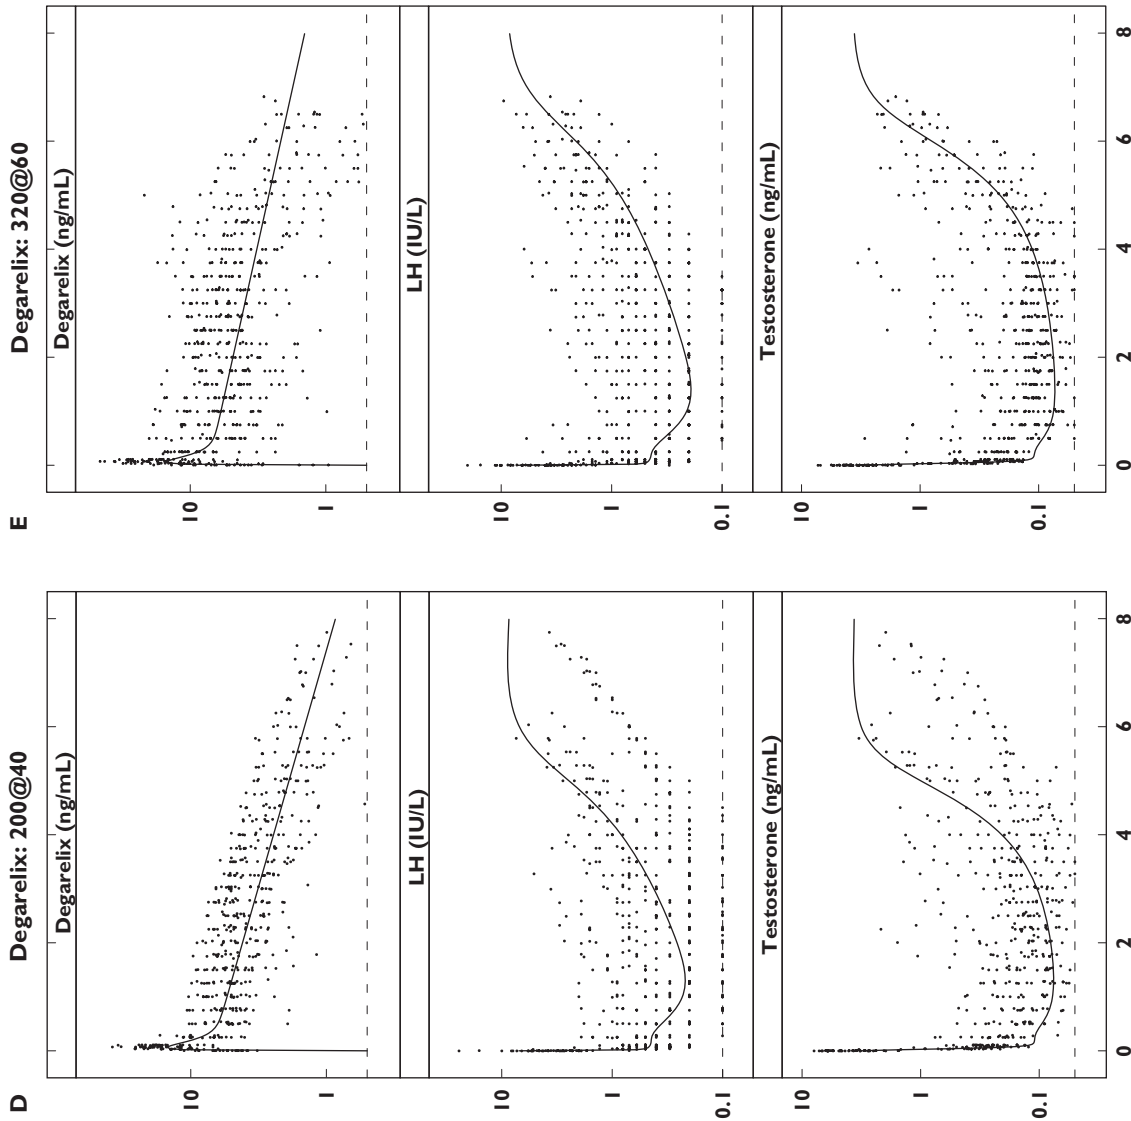 D
Degarelix: 200@40
Degarelix (ng/mL)
10
1
LH (IU/L)
10
1
0.1
Testosterone (ng/mL)
10
1
0.1
0 2 4 6 8
E
Degarelix: 320@60
Degarelix (ng/mL)
10
1
LH (IU/L)
10
1
0.1
Testosterone (ng/mL)
10
1
0.1
0 2 4 6 8